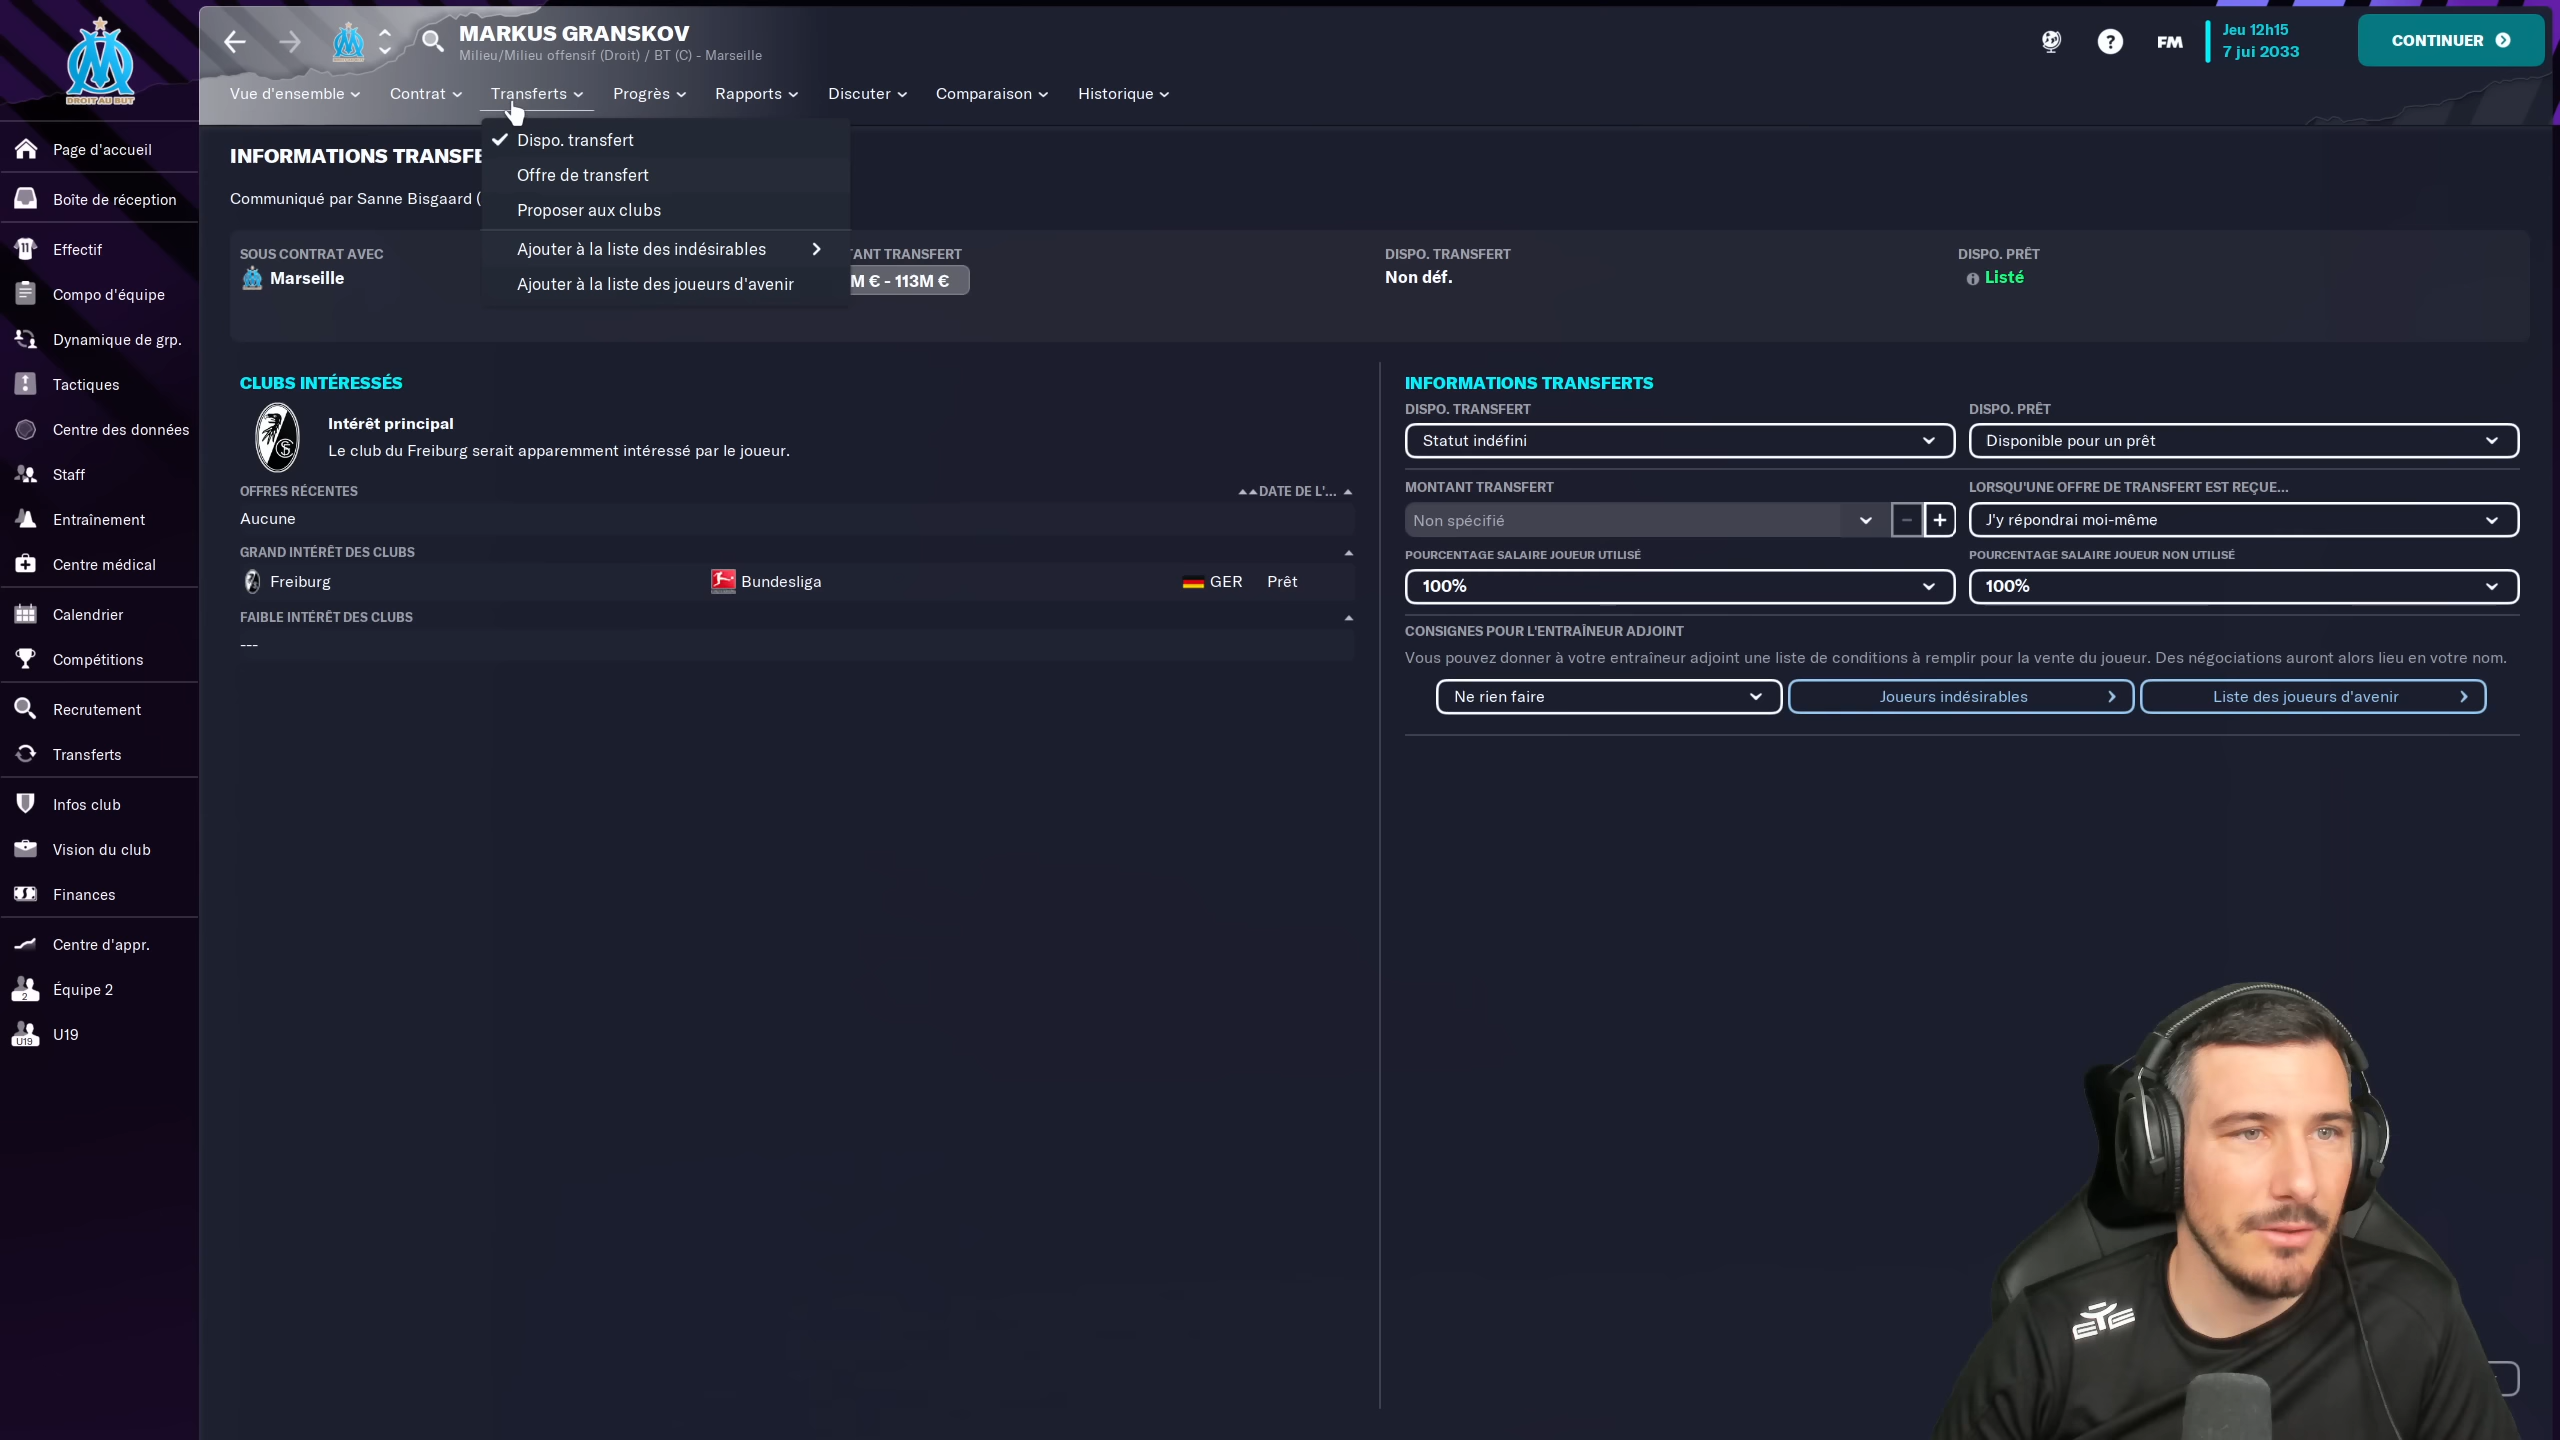 MARKUS GRANSKOV
Milieu/Milieu offensif (Droit) / BT (C) - Marseille
FM
Jeu 12h15
7 jui 2033
CONTINUER
DROIT AU BUT
Vue d'ensemble
Contrat
Transferts
Progrès
Rapports
Discuter
Comparaison
Historique
Page d'accueil
Boîte de réception
Effectif
Compo d'équipe
Dynamique de grp.
Tactiques
Centre des données
Staff
Entraînement
Centre médical
Calendrier
Compétitions
Recrutement
Transferts
Infos club
Vision du club
Finances
Centre d'appr.
2 Équipe 2
U19 U19
INFORMATIONS TRANSFE
Communiqué par Sanne Bisgaard (
Dispo. transfert
Offre de transfert
Proposer aux clubs
Ajouter à la liste des indésirables
Ajouter à la liste des joueurs d'avenir
SOUS CONTRAT AVEC
Marseille
TANT TRANSFERT
M € - 113M €
DISPO. TRANSFERT
Non déf.
DISPO. PRÊT
Listé
CLUBS INTÉRESSÉS
Intérêt principal
Le club du Freiburg serait apparemment intéressé par le joueur.
OFFRES RÉCENTES
DATE DE L'...
Aucune
GRAND INTÉRÊT DES CLUBS
Freiburg
Bundesliga
GER
Prêt
FAIBLE INTÉRÊT DES CLUBS
---
INFORMATIONS TRANSFERTS
DISPO. TRANSFERT
DISPO. PRÊT
Statut indéfini
Disponible pour un prêt
MONTANT TRANSFERT
LORSQU'UNE OFFRE DE TRANSFERT EST REÇUE...
Non spécifié
J'y répondrai moi-même
POURCENTAGE SALAIRE JOUEUR UTILISÉ
POURCENTAGE SALAIRE JOUEUR NON UTILISÉ
100%
100%
CONSIGNES POUR L'ENTRAÎNEUR ADJOINT
Vous pouvez donner à votre entraîneur adjoint une liste de conditions à remplir pour la vente du joueur. Des négociations auront alors lieu en votre nom.
Ne rien faire
Joueurs indésirables
Liste des joueurs d'avenir